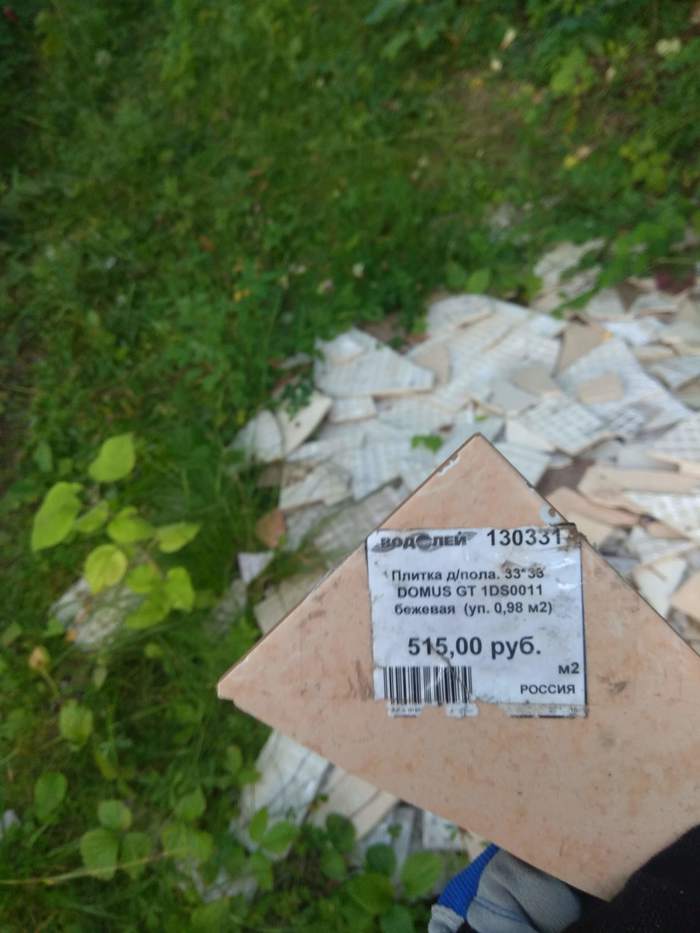 ВОДОЛЕЙ 130331
Плитка д/пола. 33*33
DOMUS GT 1DS0011
бежевая (уп. 0,98 м2)
515,00 руб.
м2
РОССИЯ